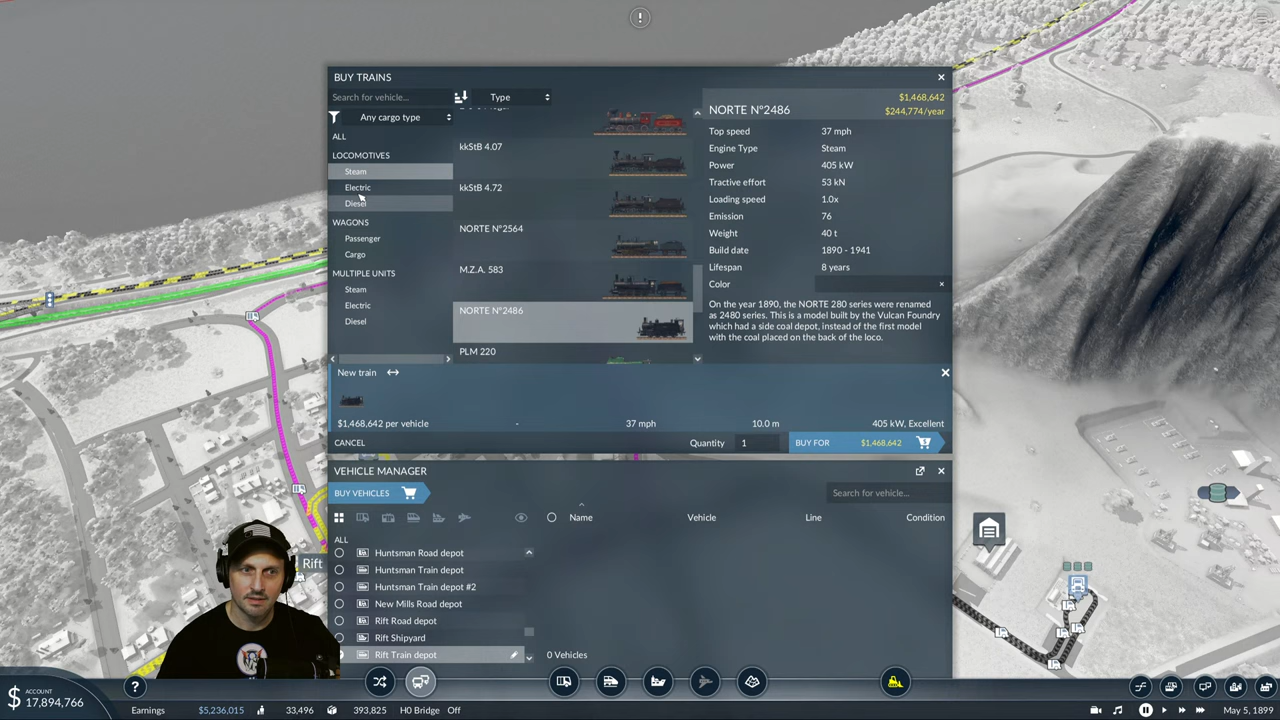 BUY TRAINS
Search for vehicle...
Type
Any cargo type
ALL
LOCOMOTIVES
Steam
Electric
Diesel
WAGONS
Passenger
Cargo
MULTIPLE UNITS
Steam
Electric
Diesel
kkStB 4.07
kkStB 4.72
NORTE Nº2564
M.Z.A. 583
NORTE Nº2486
PLM 220
$1,468,642
NORTE Nº2486
$244,774/year
Top speed 37 mph
Engine Type Steam
Power 405 kW
Tractive effort 53 kN
Loading speed 1.0x
Emission 76
Weight 40 t
Build date 1890 - 1941
Lifespan 8 years
Color
On the year 1890, the NORTE 280 series were renamed
as 2480 series. This is a model built by the Vulcan Foundry
which had a side coal depot, instead of the first model
with the coal placed on the back of the loco.
New train
$1,468,642 per vehicle - 37 mph 10.0 m 405 kW, Excellent
CANCEL Quantity 1 BUY FOR $1,468,642
VEHICLE MANAGER
BUY VEHICLES Search for vehicle...
Name Vehicle Line Condition
ALL
Huntsman Road depot
Huntsman Train depot
Huntsman Train depot #2
New Mills Road depot
Rift Road depot
Rift Shipyard
Rift Train depot 0 Vehicles
Rift
$ ACCOUNT
17,894,766
?
Earnings $5,236,015 33,496 393,825 H0 Bridge Off May 5, 1899